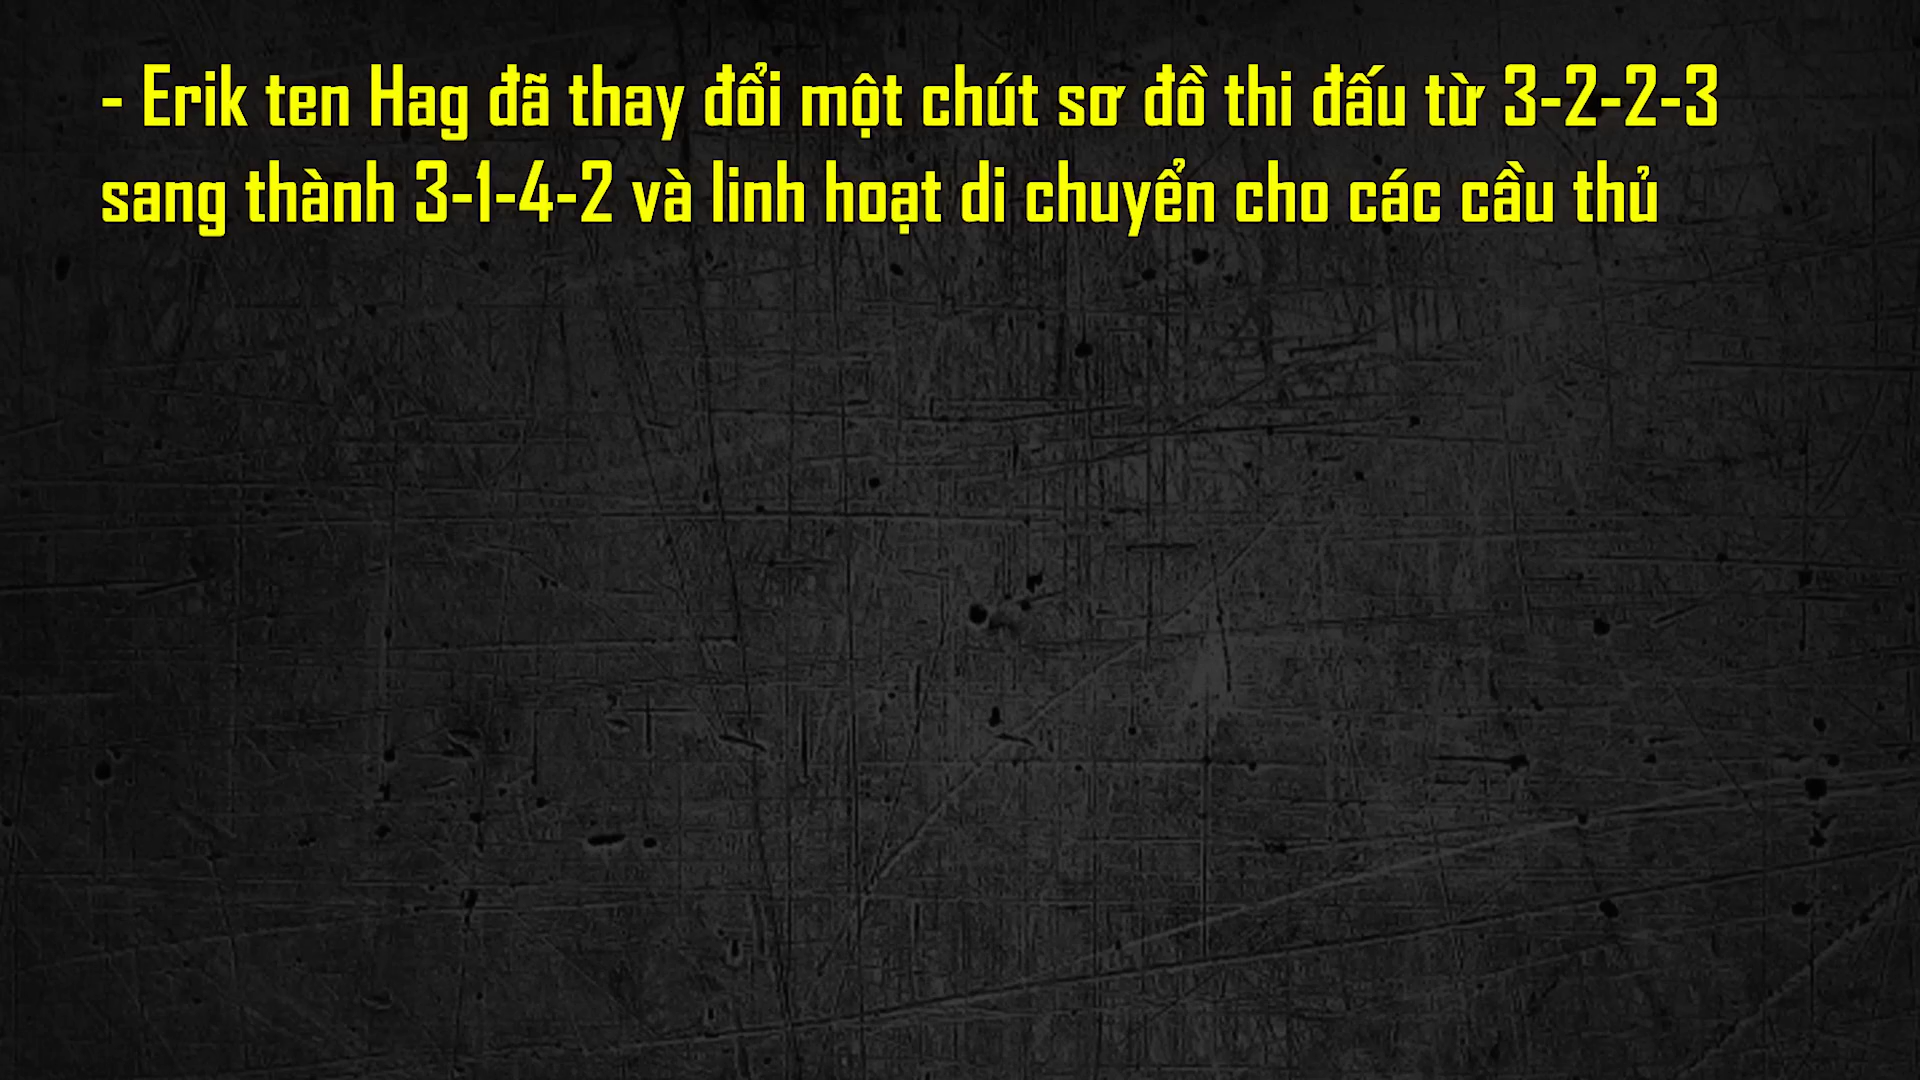 - Erik ten Hag đã thay đổi một chút sơ đồ thi đấu từ 3-2-2-3
sang thành 3-1-4-2 và linh hoạt di chuyển cho các cầu thủ